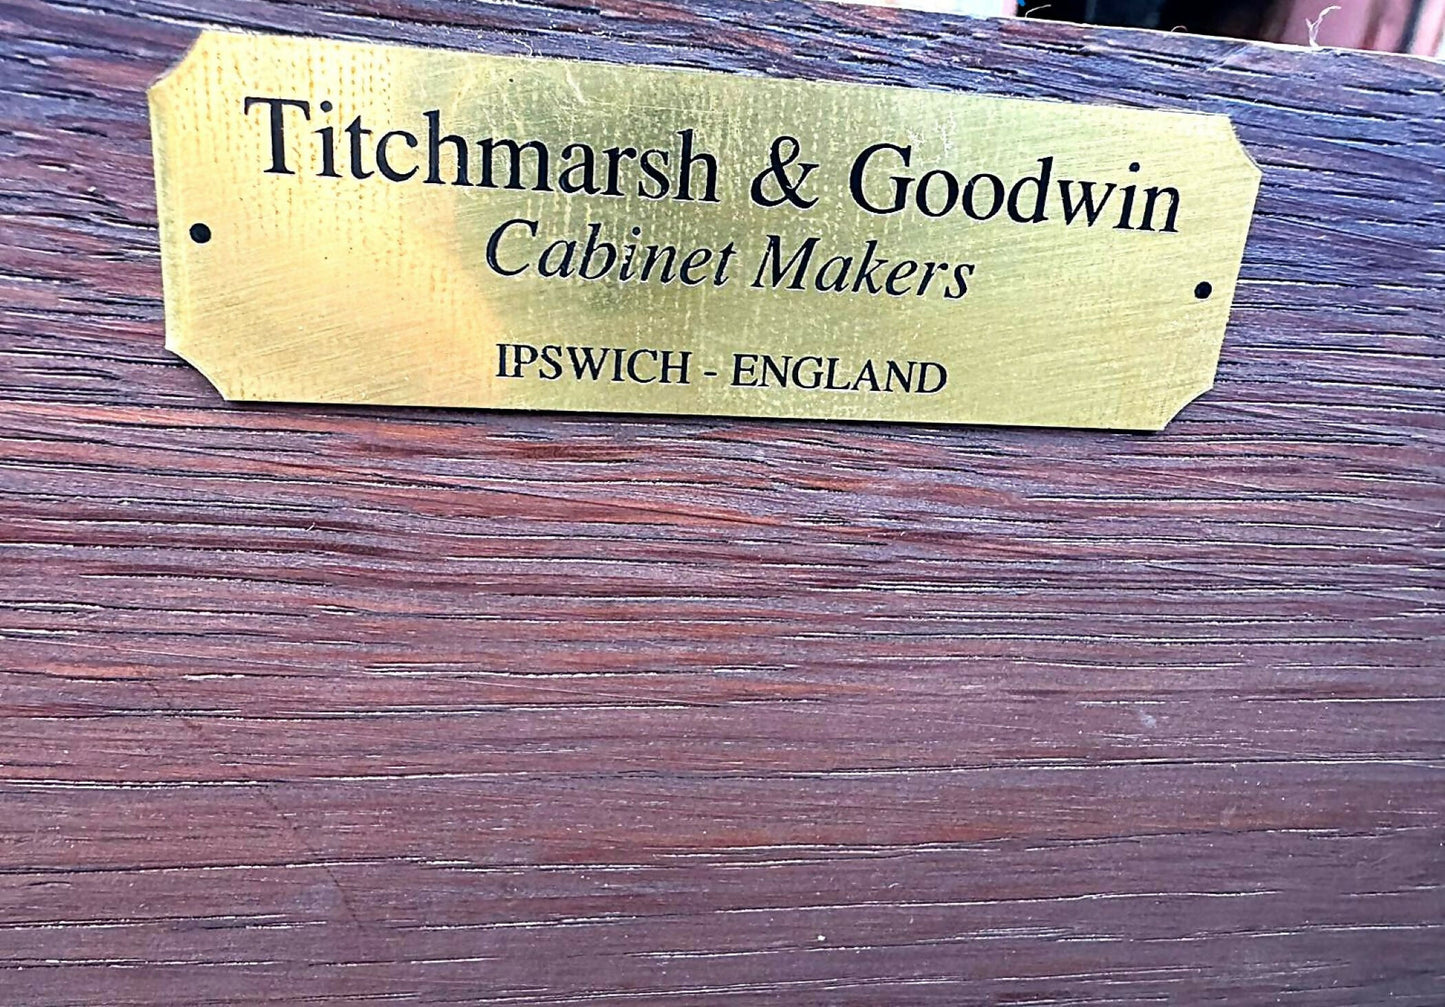 Titchmarsh & Goodwin
Cabinet Makers
IPSWICH - ENGLAND